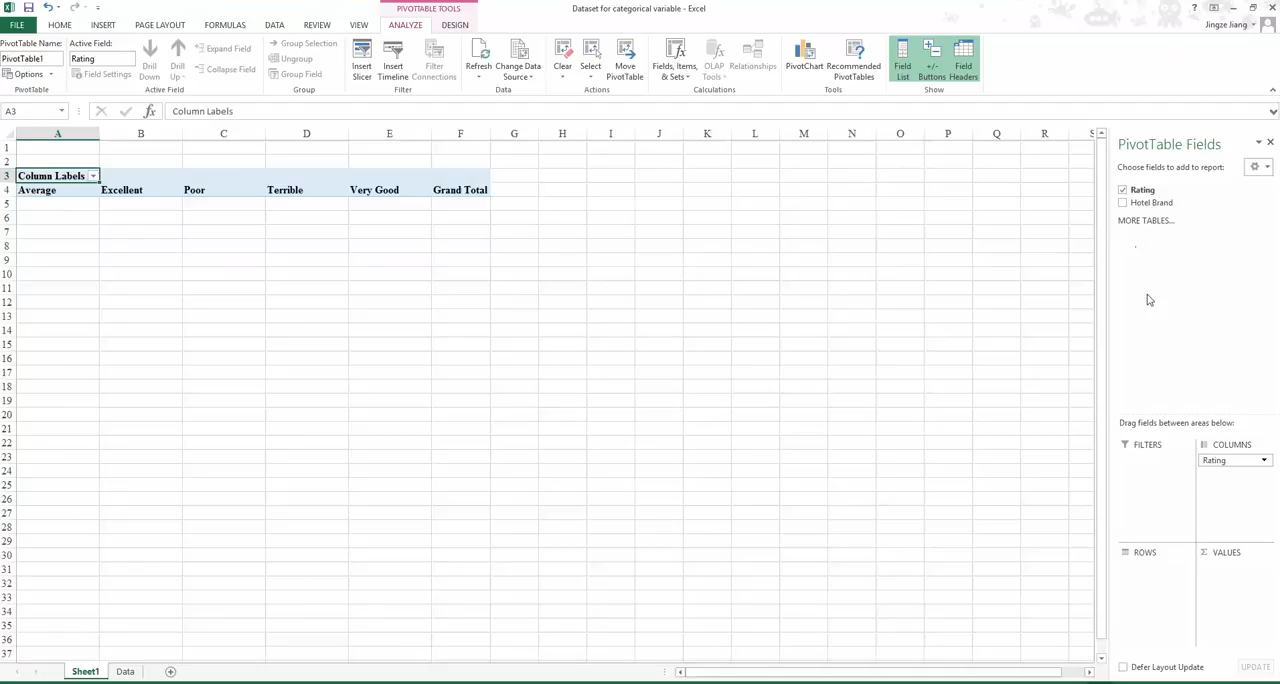 PIVOTTABLE TOOLS
Dataset for categorical variable - Excel
?
FILE HOME INSERT PAGE LAYOUT FORMULAS DATA REVIEW VIEW ANALYZE DESIGN
Jingze Jiang
PivotTable Name:
PivotTable1
Options
PivotTable
Active Field:
Rating
Field Settings
Drill Down
Drill Up
Expand Field
Collapse Field
Active Field
Group Selection
Ungroup
Group Field
Group
Insert Slicer
Insert Timeline
Filter Connections
Filter
Refresh
Change Data Source
Data
Clear
Select
Move PivotTable
Actions
Fields, Items, & Sets
OLAP Tools
Relationships
Calculations
PivotChart
Recommended PivotTables
Tools
Field List
+/- Buttons
Field Headers
Show
A3
fx
Column Labels
A B C D E F G H I J K L M N O P Q R S
1
2
3 Column Labels
4 Average Excellent Poor Terrible Very Good Grand Total
5
6
7
8
9
10
11
12
13
14
15
16
17
18
19
20
21
22
23
24
25
26
27
28
29
30
31
32
33
34
35
36
37
PivotTable Fields
Choose fields to add to report:
Rating
Hotel Brand
MORE TABLES...
Drag fields between areas below:
FILTERS
COLUMNS
Rating
ROWS
Σ VALUES
Defer Layout Update
UPDATE
Sheet1 Data